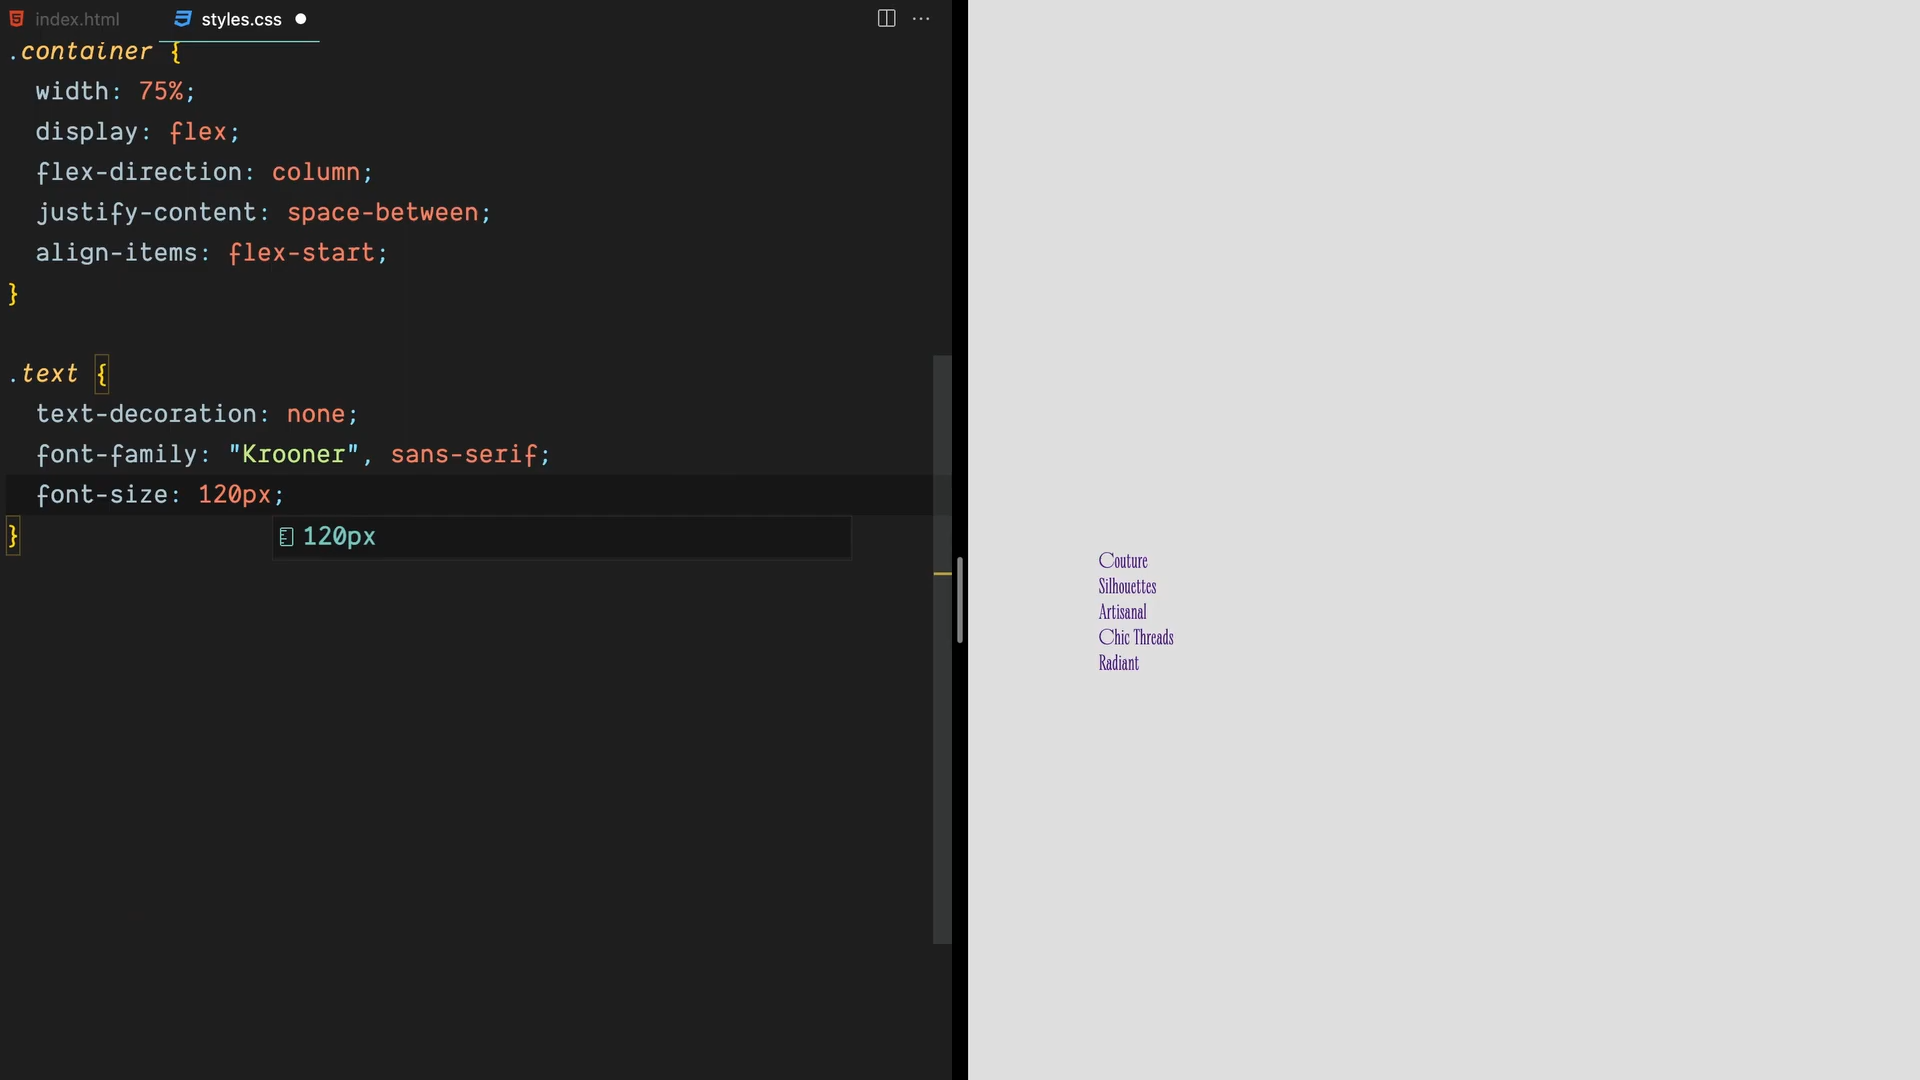 index.html
styles.css
.container {
width: 75%;
display: flex;
flex-direction: column;
justify-content: space-between;
align-items: flex-start;
}
.text {
text-decoration: none;
font-family: "Krooner", sans-serif;
font-size: 120px;
120px
}
Couture
Silhouettes
Artisanal
Chic Threads
Radiant